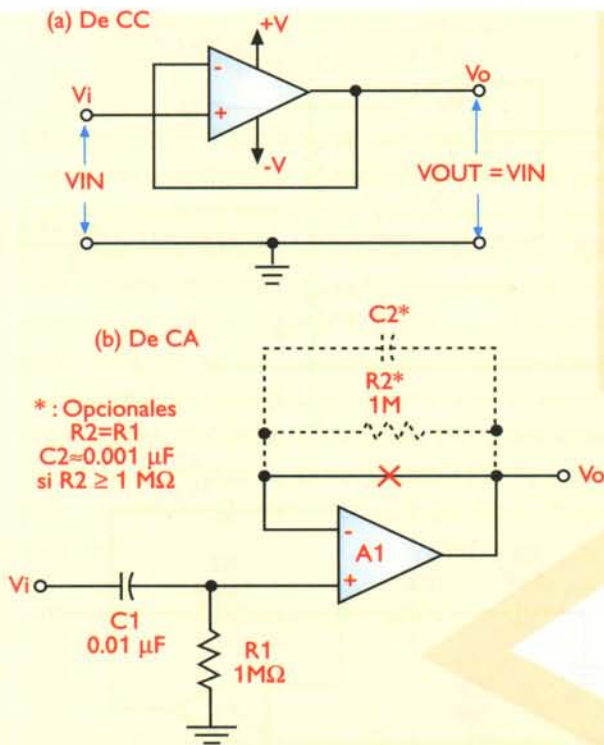 (a) De CC
+V
-
Vi
+
Vo
-V
VIN
VOUT = VIN
(b) De CA
C2*
R2*
1M
* : Opcionales
R2=R1
C2≈0.001 µF
si R2 ≥ 1 MΩ
Vo
-
A1
+
Vi
C1
0.01 µF
R1
1MΩ